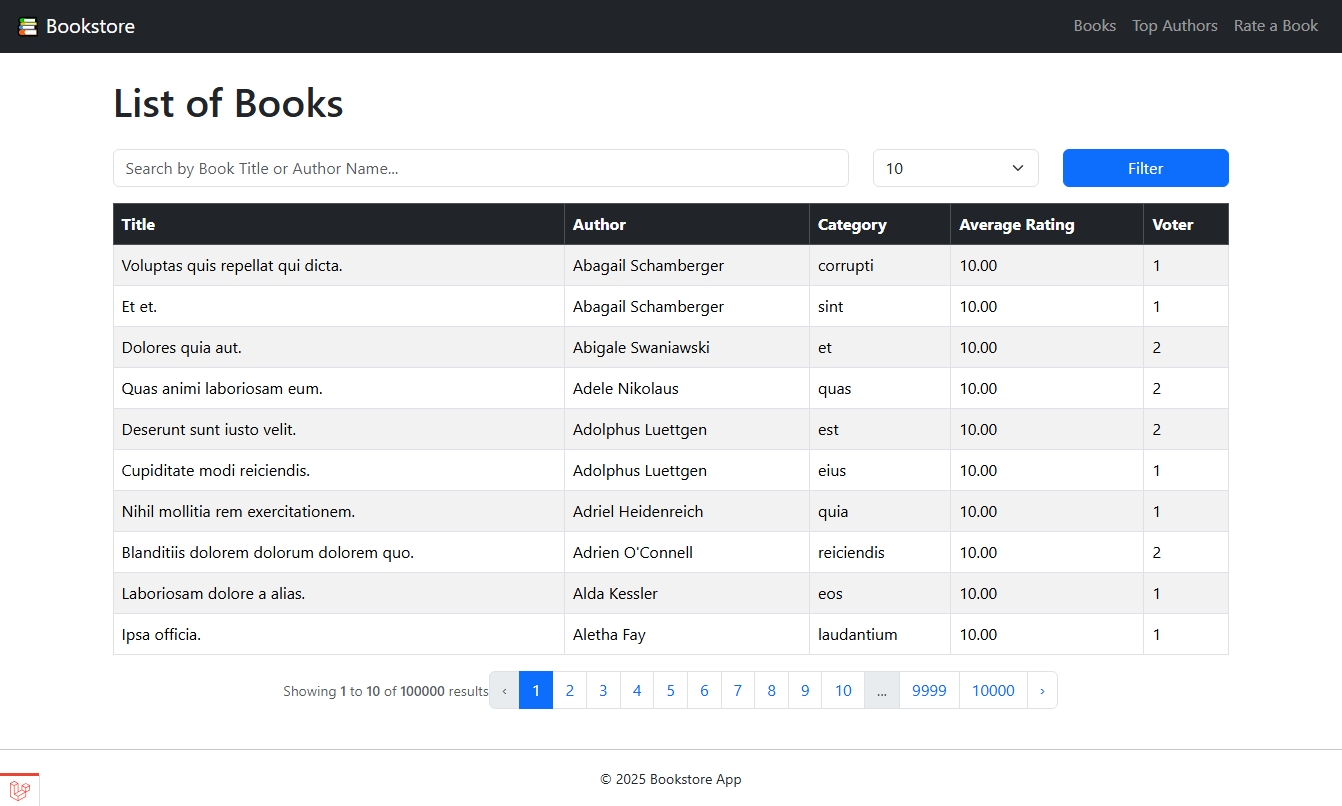 Bookstore Books Top Authors Rate a Book
List of Books
Search by Book Title or Author Name... 10 Filter
Title Author Category Average Rating Voter
Voluptas quis repellat qui dicta. Abagail Schamberger corrupti 10.00 1
Et et. Abagail Schamberger sint 10.00 1
Dolores quia aut. Abigale Swaniawski et 10.00 2
Quas animi laboriosam eum. Adele Nikolaus quas 10.00 2
Deserunt sunt iusto velit. Adolphus Luettgen est 10.00 2
Cupiditate modi reiciendis. Adolphus Luettgen eius 10.00 1
Nihil mollitia rem exercitationem. Adriel Heidenreich quia 10.00 1
Blanditiis dolorem dolorum dolorem quo. Adrien O'Connell reiciendis 10.00 2
Laboriosam dolore a alias. Alda Kessler eos 10.00 1
Ipsa officia. Aletha Fay laudantium 10.00 1
Showing 1 to 10 of 100000 results ‹ 1 2 3 4 5 6 7 8 9 10 ... 9999 10000 ›
© 2025 Bookstore App